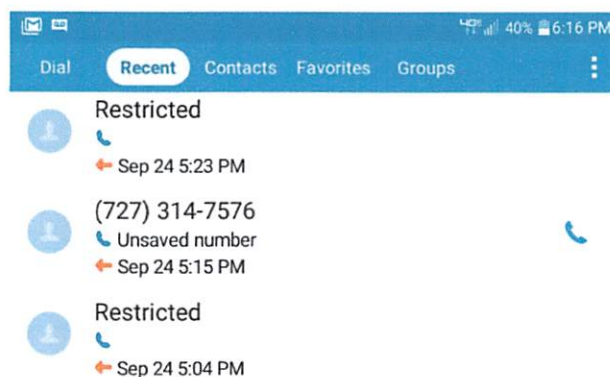 40% 6:16 PM
Dial Recent Contacts Favorites Groups
Restricted
Sep 24 5:23 PM
(727) 314-7576
Unsaved number
Sep 24 5:15 PM
Restricted
Sep 24 5:04 PM